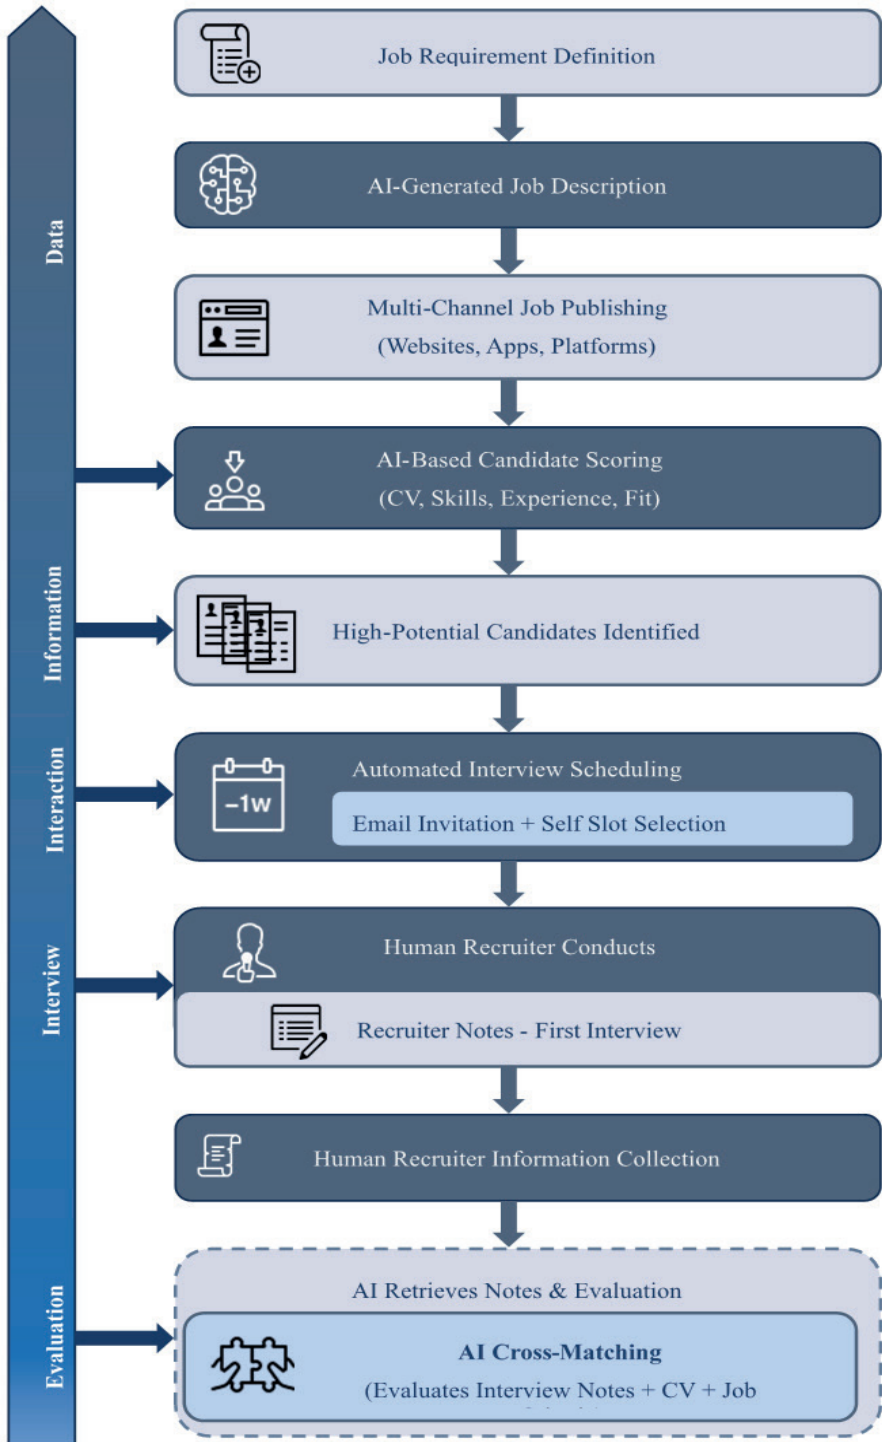 Job Requirement Definition
AI-Generated Job Description
Data
Multi-Channel Job Publishing
(Websites, Apps, Platforms)
AI-Based Candidate Scoring
(CV, Skills, Experience, Fit)
Information
High-Potential Candidates Identified
Interaction
Automated Interview Scheduling
-1w
Email Invitation + Self Slot Selection
Interview
Human Recruiter Conducts
Recruiter Notes - First Interview
Human Recruiter Information Collection
Evaluation
AI Retrieves Notes & Evaluation
AI Cross-Matching
(Evaluates Interview Notes + CV + Job